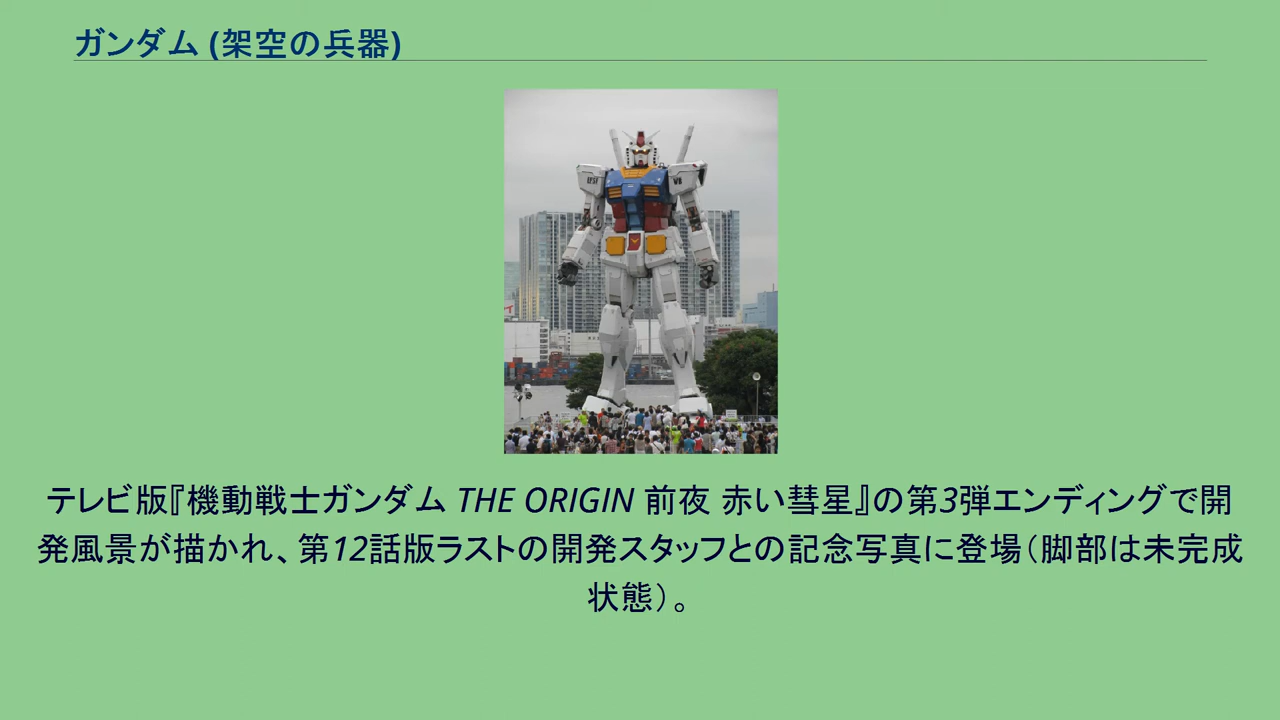 ガンダム (架空の兵器)
テレビ版『機動戦士ガンダム THE ORIGIN 前夜 赤い彗星』の第3弾エンディングで開
発風景が描かれ、第12話版ラストの開発スタッフとの記念写真に登場（脚部は未完成
状態）。